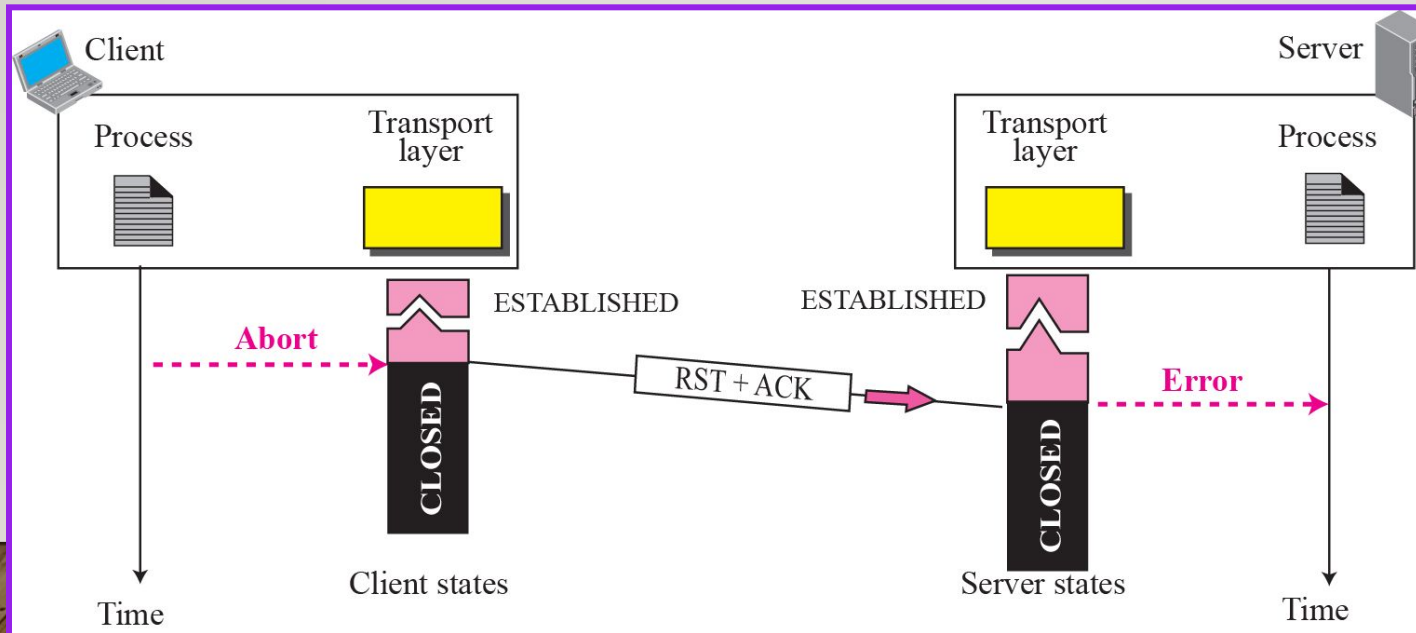 Client
Server
Process
Transport
layer
Transport
layer
Process
ESTABLISHED
ESTABLISHED
Abort
RST + ACK
Error
CLOSED
CLOSED
Client states
Server states
Time
Time